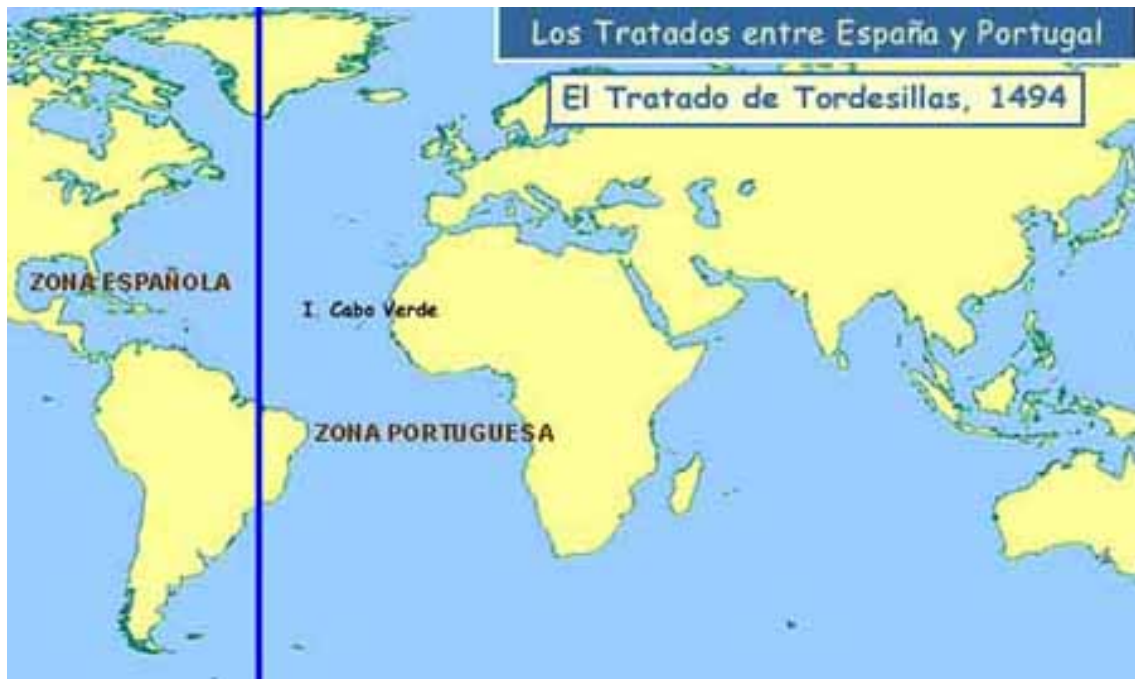 Los Tratados entre España y Portugal
El Tratado de Tordesillas, 1494
ZONA ESPAÑOLA
I. Cabo Verde
ZONA PORTUGUESA